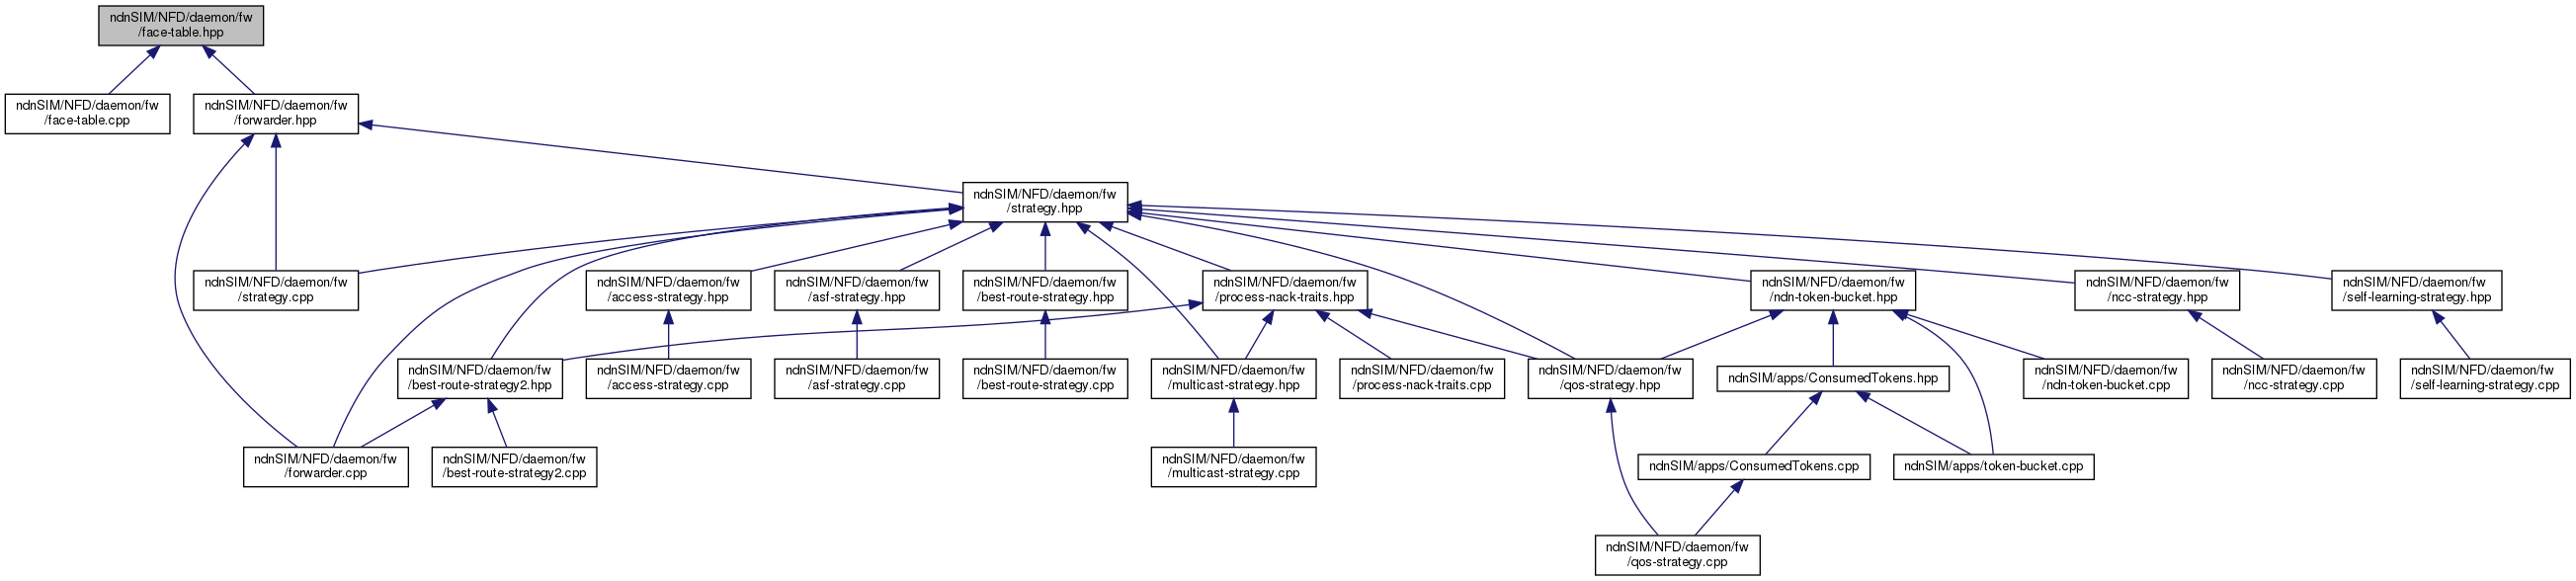 ndnSIM/NFD/daemon/fw
/face-table.hpp
ndnSIM/NFD/daemon/fw
/face-table.cpp
ndnSIM/NFD/daemon/fw
/forwarder.hpp
ndnSIM/NFD/daemon/fw
/strategy.hpp
ndnSIM/NFD/daemon/fw
/strategy.cpp
ndnSIM/NFD/daemon/fw
/access-strategy.hpp
ndnSIM/NFD/daemon/fw
/asf-strategy.hpp
ndnSIM/NFD/daemon/fw
/best-route-strategy.hpp
ndnSIM/NFD/daemon/fw
/process-nack-traits.hpp
ndnSIM/NFD/daemon/fw
/ndn-token-bucket.hpp
ndnSIM/NFD/daemon/fw
/ncc-strategy.hpp
ndnSIM/NFD/daemon/fw
/self-learning-strategy.hpp
ndnSIM/NFD/daemon/fw
/best-route-strategy2.hpp
ndnSIM/NFD/daemon/fw
/access-strategy.cpp
ndnSIM/NFD/daemon/fw
/asf-strategy.cpp
ndnSIM/NFD/daemon/fw
/best-route-strategy.cpp
ndnSIM/NFD/daemon/fw
/multicast-strategy.hpp
ndnSIM/NFD/daemon/fw
/process-nack-traits.cpp
ndnSIM/NFD/daemon/fw
/qos-strategy.hpp
ndnSIM/apps/ConsumedTokens.hpp
ndnSIM/NFD/daemon/fw
/ndn-token-bucket.cpp
ndnSIM/NFD/daemon/fw
/ncc-strategy.cpp
ndnSIM/NFD/daemon/fw
/self-learning-strategy.cpp
ndnSIM/NFD/daemon/fw
/forwarder.cpp
ndnSIM/NFD/daemon/fw
/best-route-strategy2.cpp
ndnSIM/NFD/daemon/fw
/multicast-strategy.cpp
ndnSIM/apps/ConsumedTokens.cpp
ndnSIM/apps/token-bucket.cpp
ndnSIM/NFD/daemon/fw
/qos-strategy.cpp